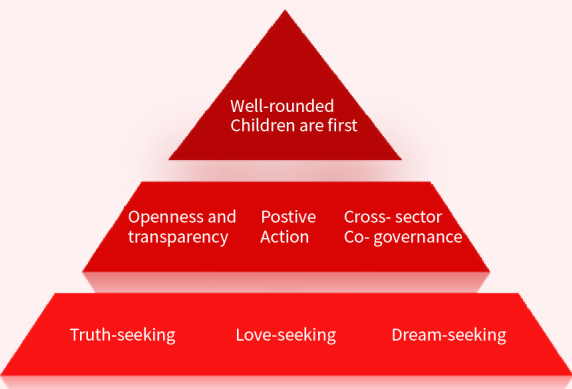 Well-rounded
Children are first
Openness and transparency
Postive Action
Cross- sector Co- governance
Truth-seeking
Love-seeking
Dream-seeking